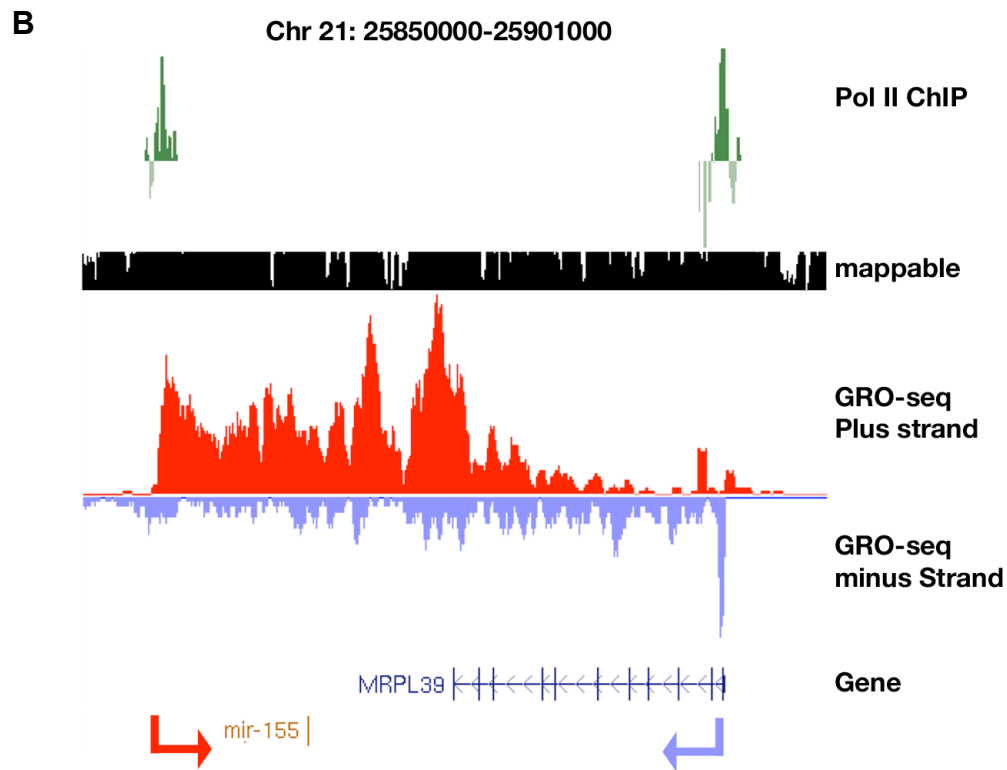 B
Chr 21: 25850000-25901000
Pol II ChIP
mappable
GRO-seq
Plus strand
GRO-seq
minus Strand
MRPL39
Gene
mir-155